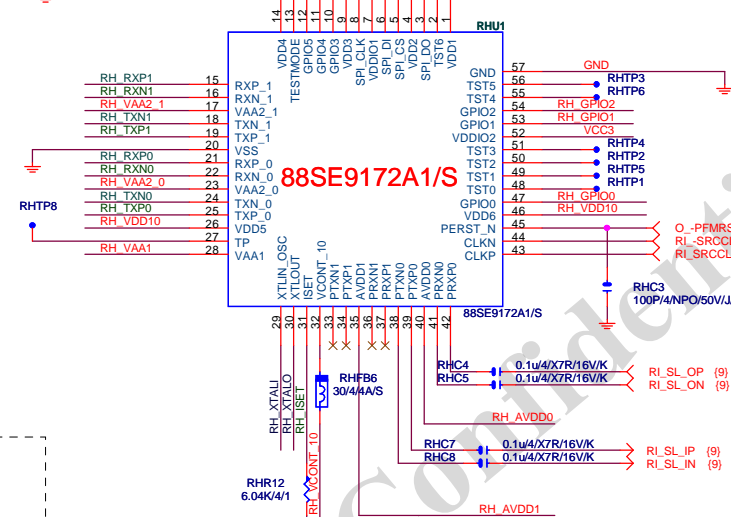 RHU1
14 13 12 11 10 9 8 7 6 5 4 3 2 1
VDD4
TESTMODE
GPIO5
GPIO4
GPIO3
VDD3
SPI_CLK
VDDIO1
SPI_DI
SPI_CS
VDD2
SPI_DO
TST6
VDD1
RH_RXP1 15 RXP_1
RH_RXN1 16 RXN_1
RH_VAA2_1 17 VAA2_1
RH_TXN1 18 TXN_1
RH_TXP1 19 TXP_1
20 VSS
RH_RXP0 21 RXP_0
RH_RXN0 22 RXN_0
RH_VAA2_0 23 VAA2_0
RH_TXN0 24 TXN_0
RH_TXP0 25 TXP_0
RH_VDD10 26 VDD5
RHTP8
27 TP
RH_VAA1 28 VAA1
88SE9172A1/S
GND 57 GND
TST5 56 RHTP3
TST4 55 RHTP6
GPIO2 54 RH_GPIO2
GPIO1 53 RH_GPIO1
VDDIO2 52 VCC3
TST3 51 RHTP4
TST2 50 RHTP2
TST1 49 RHTP5
TST0 48 RHTP1
GPIO0 47 RH_GPIO0
VDD6 46 RH_VDD10
PERST_N 45 O_-PFMRS
CLKN 44 RI_-SRCCL
CLKP 43 RI_SRCCL
RHC3
100P/4/NPO/50V/J
XTLIN_OSC
XTLOUT
ISET
VCONT_10
PTXN1
PTXP1
AVDD1
PRXN1
PRXP1
PTXN0
PTXP0
AVDD0
PRXN0
PRXP0
88SE9172A1/S
29 30 31 32 33 34 35 36 37 38 39 40 41 42
RH_XTALI
RH_XTALO
RH_ISET
RHFB6
30/4/4A/S
RH_VCONT_10
RHR12
6.04K/4/1
RHC4 0.1u/4/X7R/16V/K RI_SL_OP {9}
RHC5 0.1u/4/X7R/16V/K RI_SL_ON {9}
RH_AVDD0
RHC7 0.1u/4/X7R/16V/K RI_SL_IP {9}
RHC8 0.1u/4/X7R/16V/K RI_SL_IN {9}
RH_AVDD1
Confidenti